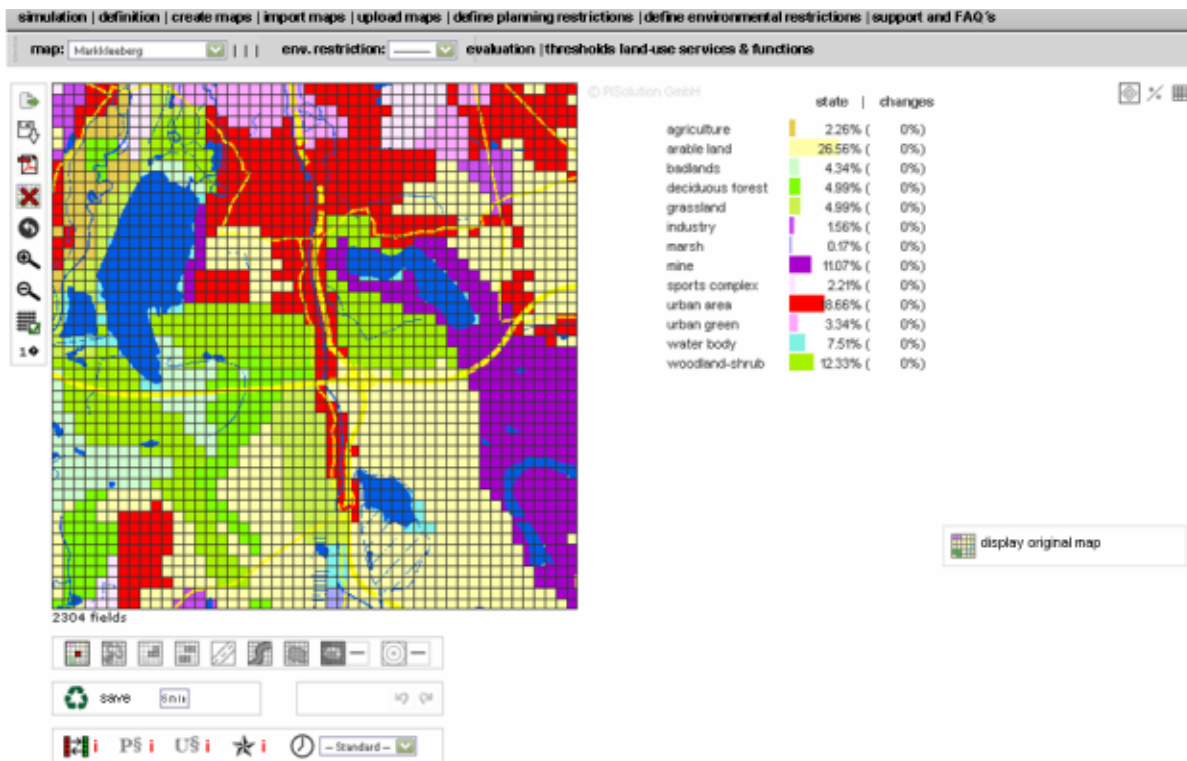 simulation | definition | create maps | import maps | upload maps | define planning restrictions | define environmental restrictions | support and FAQ's
map: Markkleeberg | | | env. restriction: evaluation | thresholds land-use services & functions
© PiSolution GmbH
state | changes
agriculture 2.26% ( 0%)
arable land 26.56% ( 0%)
badlands 4.34% ( 0%)
deciduous forest 4.99% ( 0%)
grassland 4.99% ( 0%)
industry 1.56% ( 0%)
marsh 0.17% ( 0%)
mine 11.07% ( 0%)
sports complex 2.21% ( 0%)
urban area 18.66% ( 0%)
urban green 3.34% ( 0%)
water body 7.51% ( 0%)
woodland-shrub 12.33% ( 0%)
1
display original map
2304 fields
save
i P§ i U§ i i – Standard –